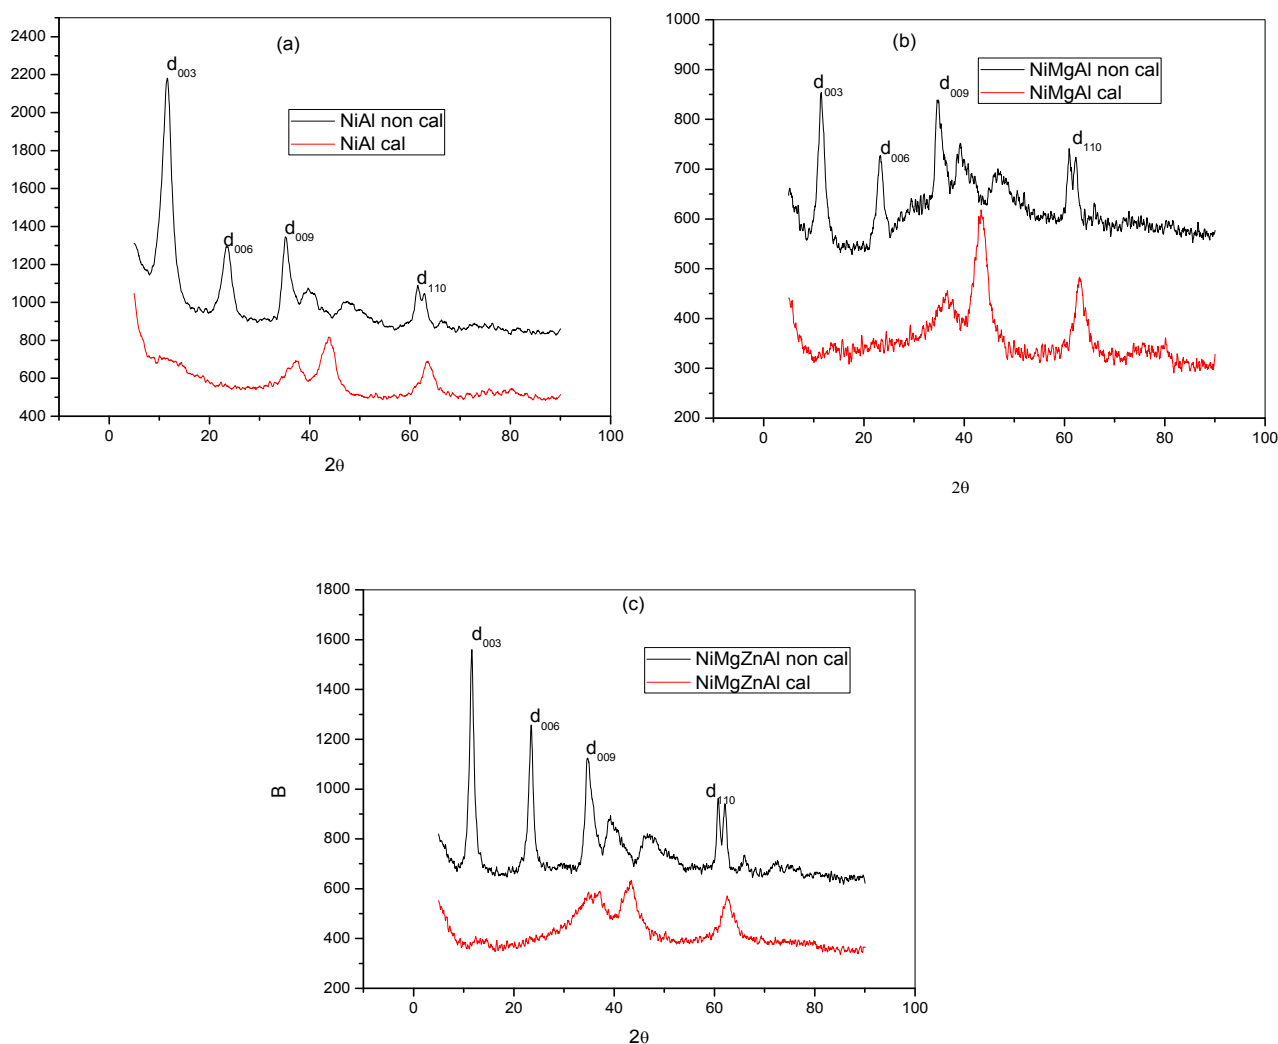 (a)
2400
2200
2000
1800
1600
1400
1200
1000
800
600
400
d003
d006
d009
d110
NiAl non cal
NiAl cal
0 20 40 60 80 100
2θ
(b)
1000
900
800
700
600
500
400
300
200
d003
d006
d009
d110
NiMgAl non cal
NiMgAl cal
0 20 40 60 80 100
2θ
(c)
1800
1600
1400
1200
1000
800
600
400
200
B
d003
d006
d009
d110
NiMgZnAl non cal
NiMgZnAl cal
0 20 40 60 80 100
2θ